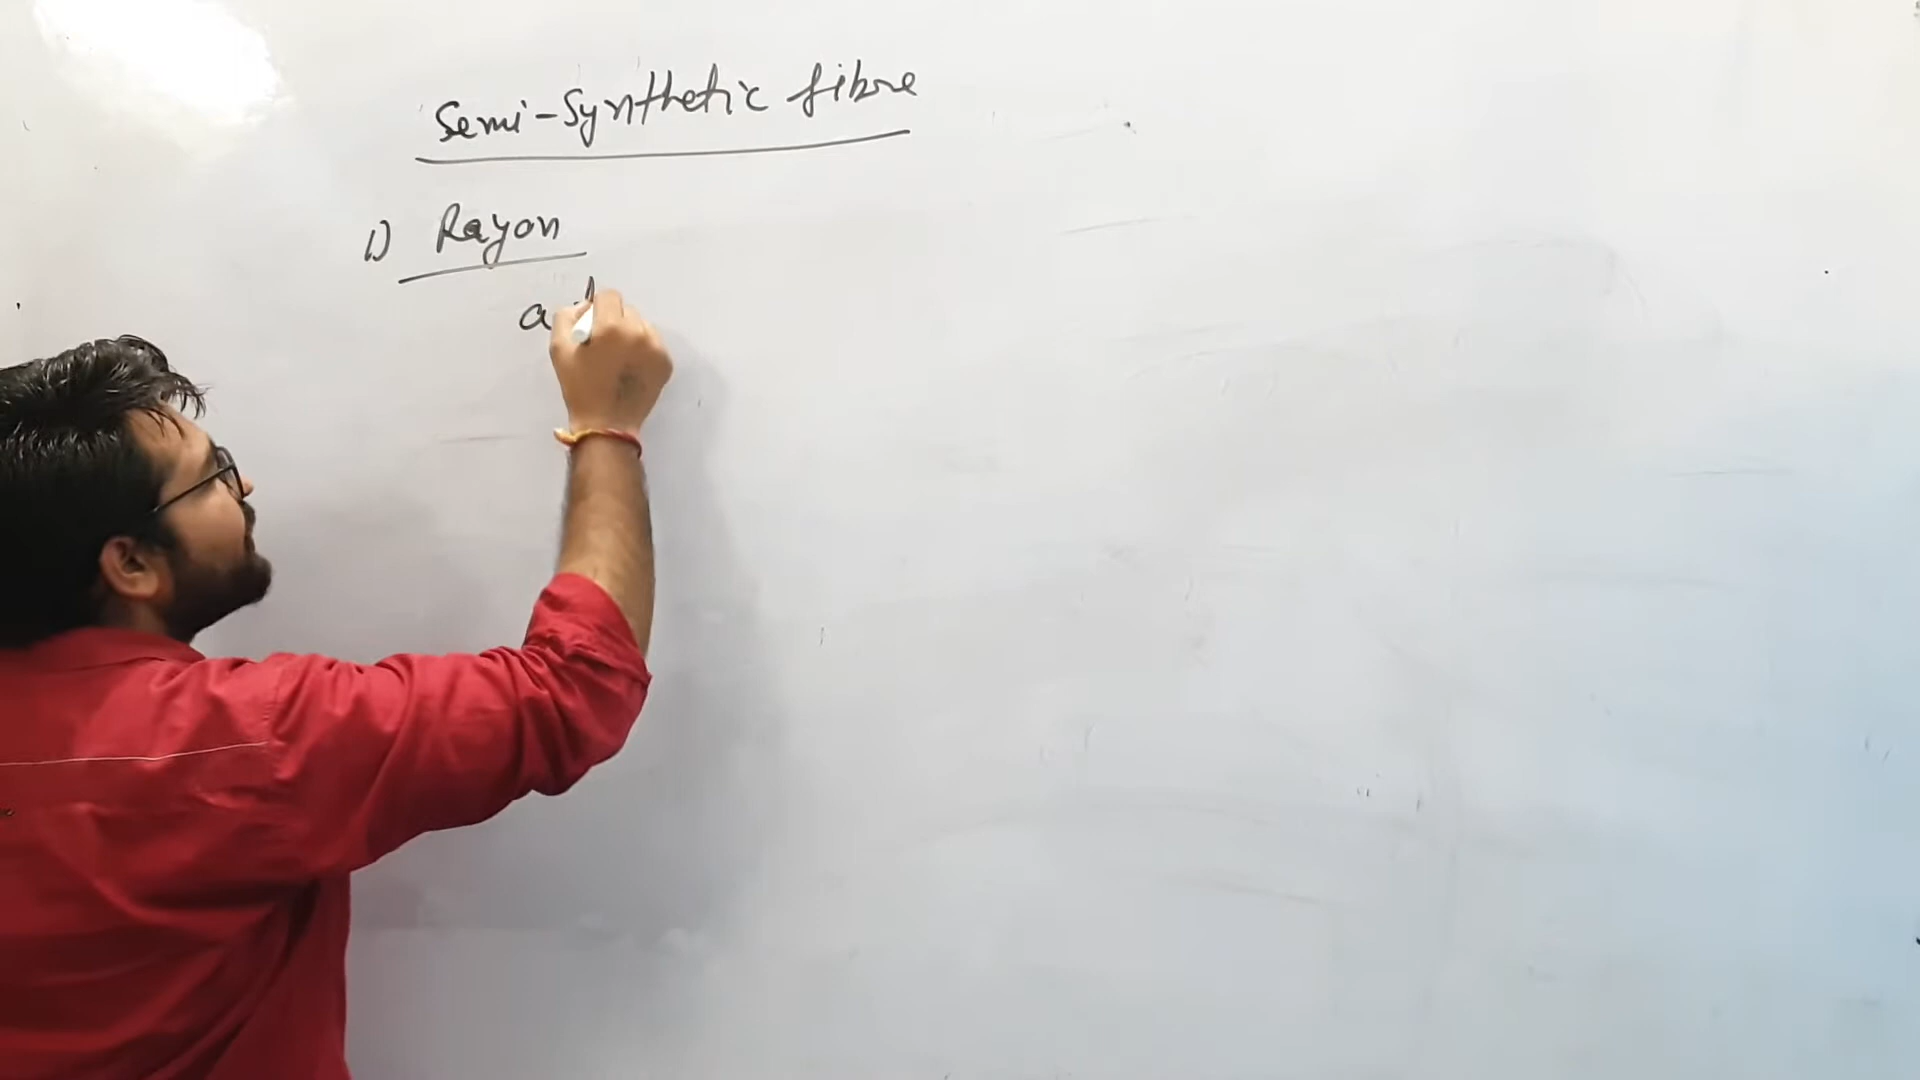 Semi-Synthetic fibre
1) Rayon
a